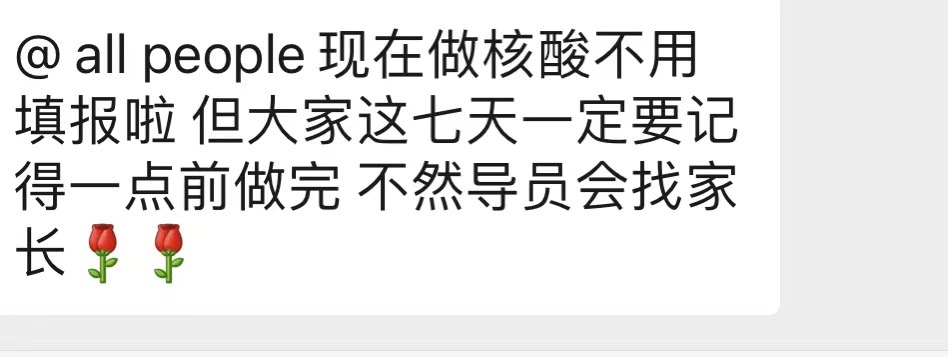 @ all people 现在做核酸不用
填报啦 但大家这七天一定要记
得一点前做完 不然导员会找家
长🌹 🌹